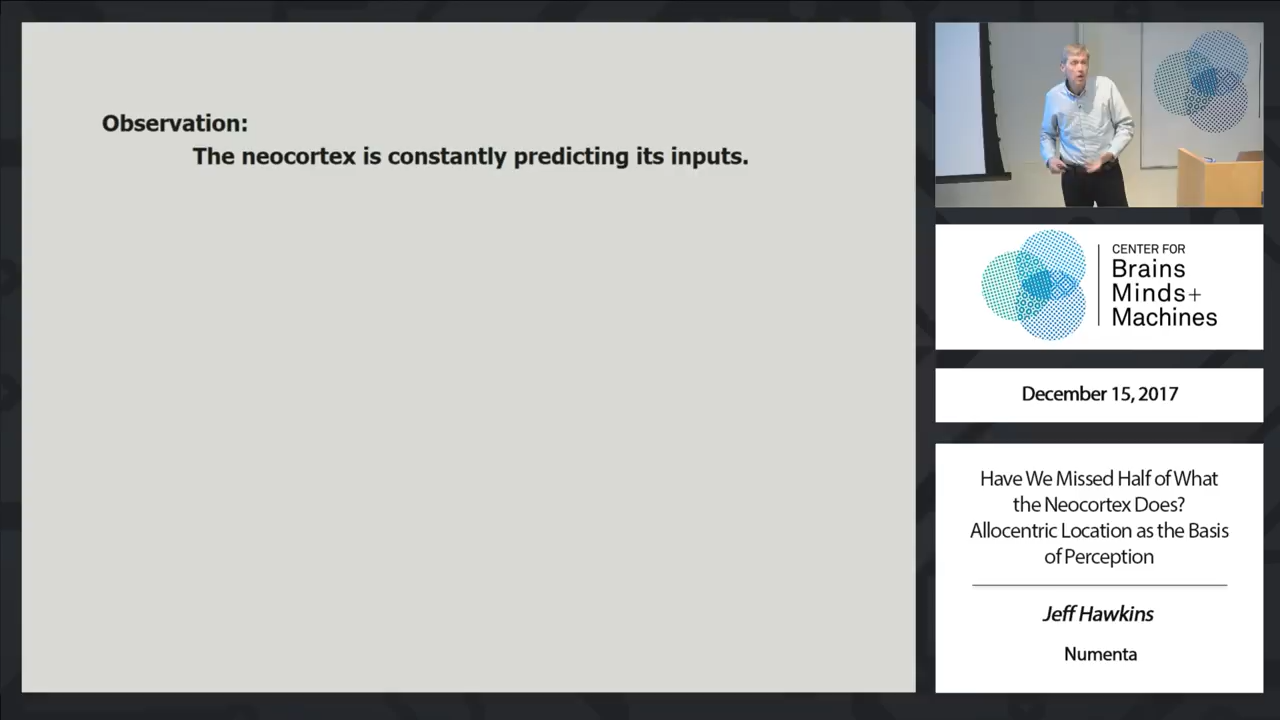 Observation:
The neocortex is constantly predicting its inputs.
CENTER FOR
Brains
Minds+
Machines
December 15, 2017
Have We Missed Half of What
the Neocortex Does?
Allocentric Location as the Basis
of Perception
Jeff Hawkins
Numenta